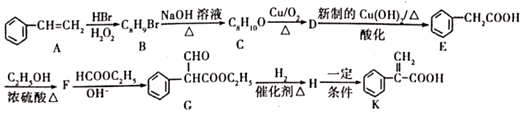 CH=CH₂ HBr/H₂O₂ C₈H₉Br NaOH 溶液/△ C₈H₁₀O Cu/O₂/△ D 新制的 Cu(OH)₂/△ 酸化 CH₂COOH
A B C E
C₂H₅OH/浓硫酸△ F HCOOC₂H₅/OH⁻ CHO CHCOOC₂H₅ H₂/催化剂△ H 一定/条件 CH₂ C-COOH
G K